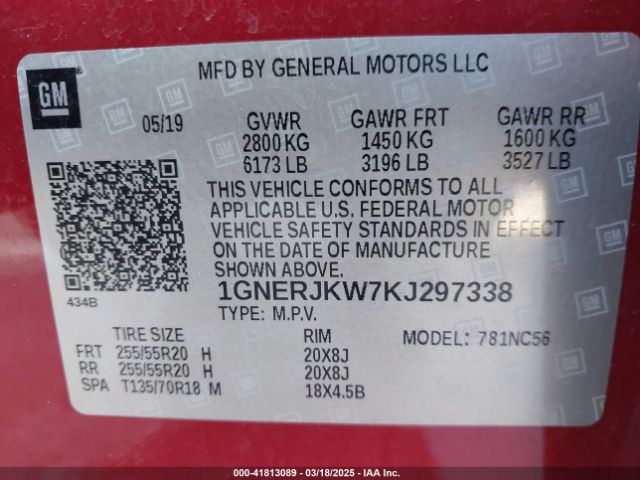 GM
MFD BY GENERAL MOTORS LLC
05/19 GVWR GAWR FRT GAWR RR
2800 KG 1450 KG 1600 KG
6173 LB 3196 LB 3527 LB
THIS VEHICLE CONFORMS TO ALL
APPLICABLE U.S. FEDERAL MOTOR
VEHICLE SAFETY STANDARDS IN EFFECT
ON THE DATE OF MANUFACTURE
SHOWN ABOVE.
1GNERJKW7KJ297338
434B
TYPE: M.P.V.
TIRE SIZE RIM MODEL: 781NC56
FRT 255/55R20 H 20X8J
RR 255/55R20 H 20X8J
SPA T135/70R18 M 18X4.5B
000-41813089 - 03/18/2025 - IAA Inc.